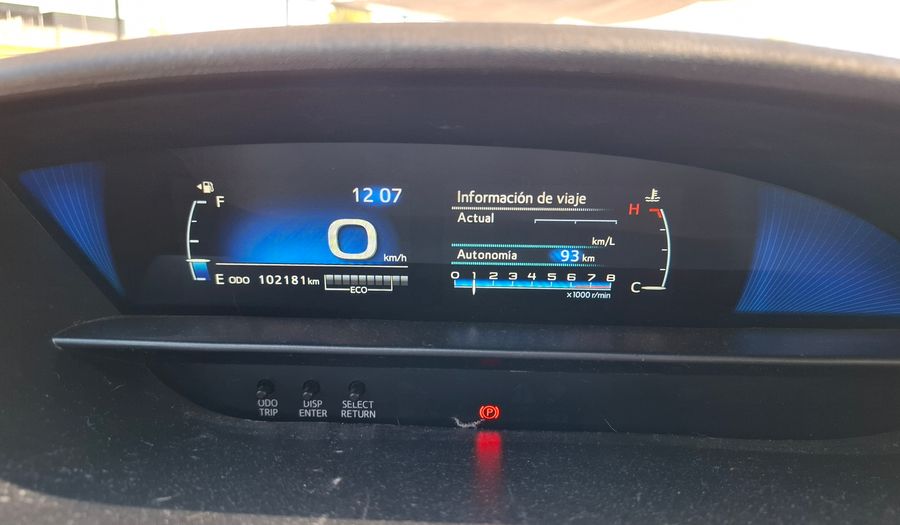 F
12 07
0
km/h
E ODO 102181 km
ECO
Información de viaje
Actual
km/L
Autonomía 93 km
0 1 2 3 4 5 6 7 8
x1000 r/min
H
C
ODO TRIP
DISP ENTER
SELECT RETURN
(P)